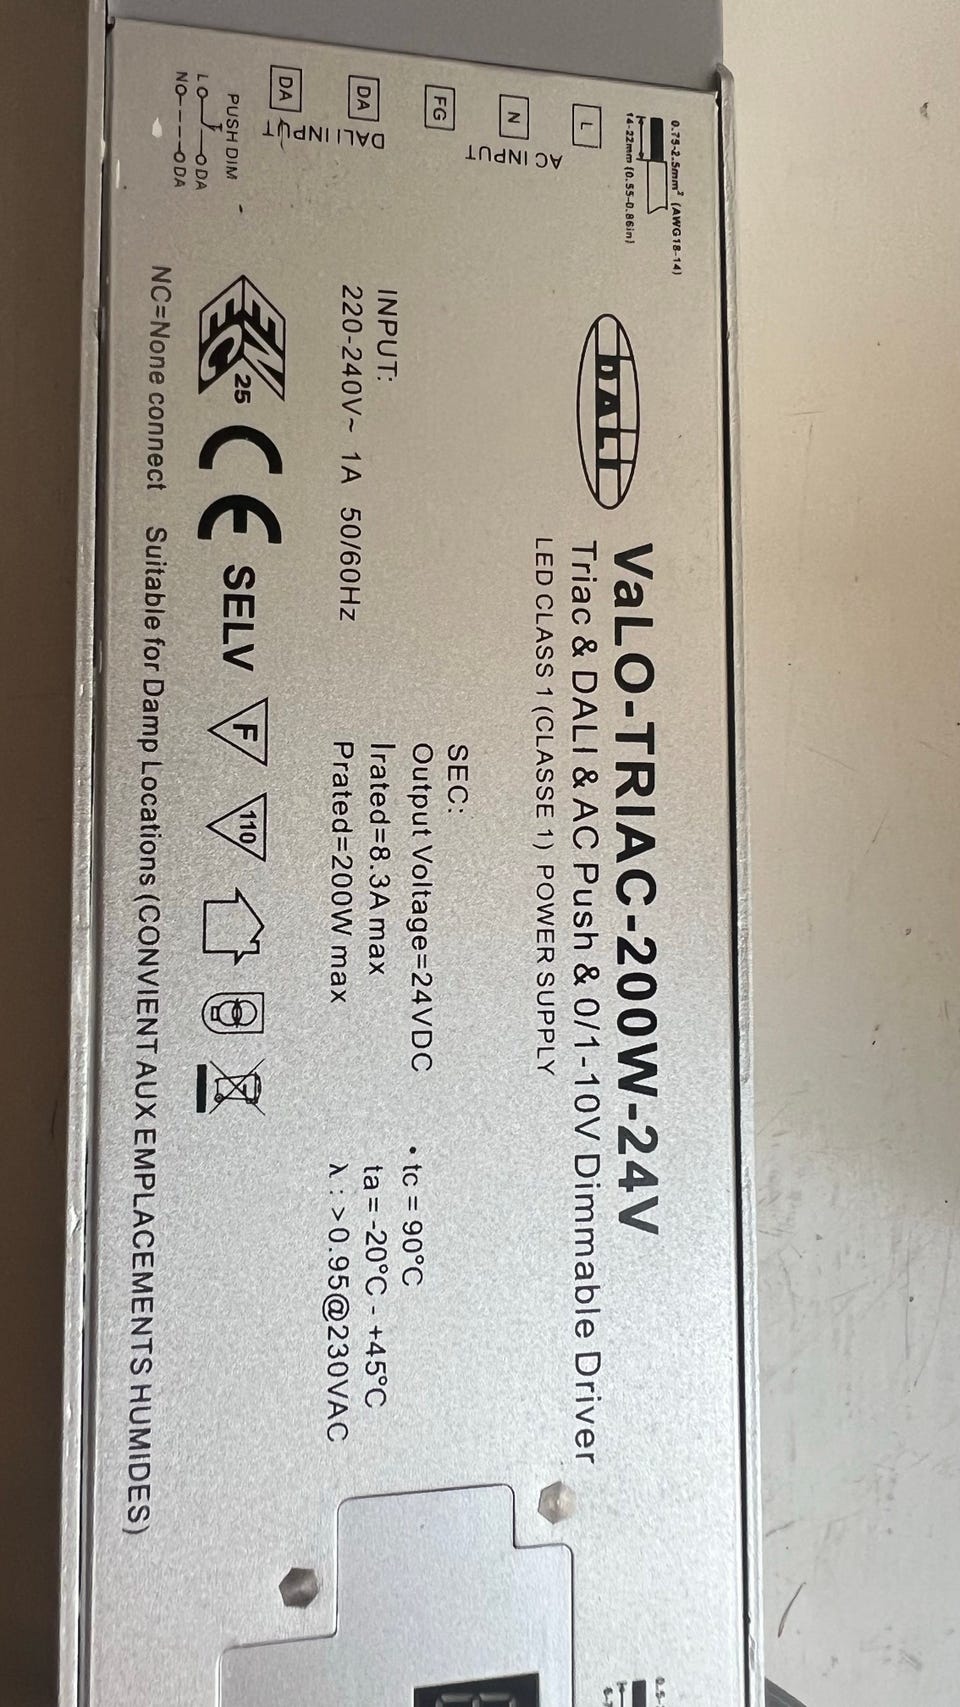 0.75-2.5mm² (AWG18-14)
14-22mm (0.55-0.86in)
L
N
AC INPUT
FG
DA
DA
DALI INPUT
PUSH DIM
L DA
N DA
DALI
VaLO-TRIAC-200W-24V
Triac & DALI & AC Push & 0/1-10V Dimmable Driver
LED CLASS 1 (CLASSE 1) POWER SUPPLY
INPUT:
220-240V~ 1A 50/60Hz
SEC:
Output Voltage=24VDC
Irated=8.3A max
Prated=200W max
• tc = 90°C
ta = -20°C - +45°C
λ : >0.95@230VAC
ENEC 25 CE SELV F 110
NC=None connect Suitable for Damp Locations (CONVIENT AUX EMPLACEMENTS HUMIDES)